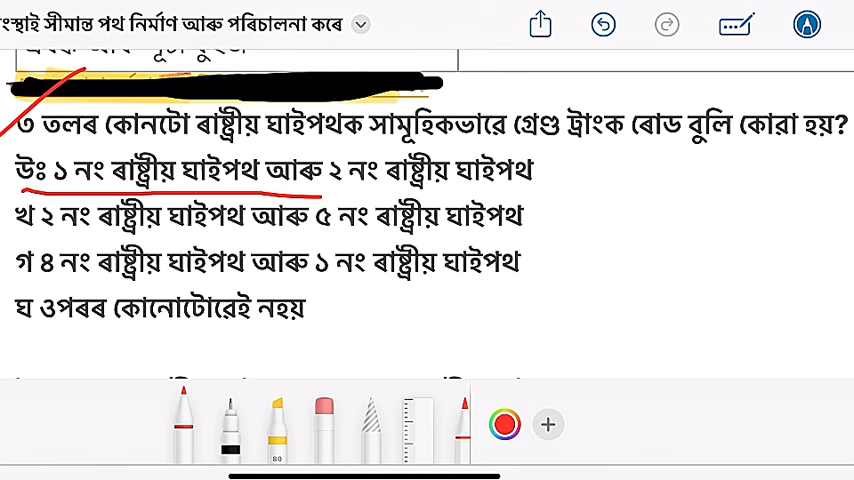 ংস্থাই সীমান্ত পথ নিৰ্মাণ আৰু পৰিচালনা কৰে
৩ তলৰ কোনটো ৰাষ্ট্ৰীয় ঘাইপথক সামূহিকভারে গ্ৰেণ্ড ট্ৰাংক ৰোড বুলি কোৱা হয়?
উঃ ১ নং ৰাষ্ট্ৰীয় ঘাইপথ আৰু ২ নং ৰাষ্ট্ৰীয় ঘাইপথ
খ ২ নং ৰাষ্ট্ৰীয় ঘাইপথ আৰু ৫ নং ৰাষ্ট্ৰীয় ঘাইপথ
গ ৪ নং ৰাষ্ট্ৰীয় ঘাইপথ আৰু ১ নং ৰাষ্ট্ৰীয় ঘাইপথ
ঘ ওপৰৰ কোনোটোৱেই নহয়
80